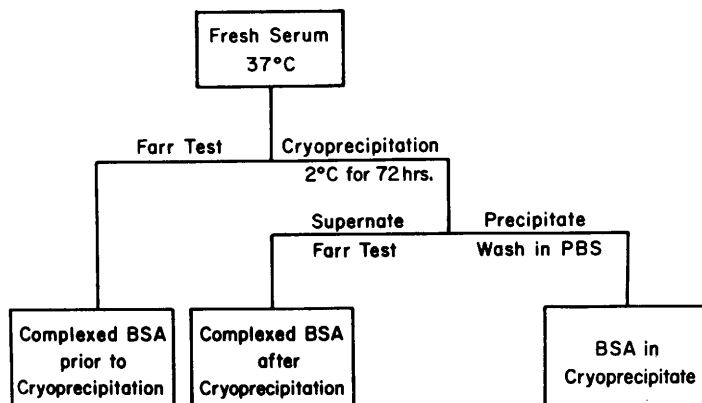 Fresh Serum
37°C
Farr Test
Cryoprecipitation
2°C for 72 hrs.
Supernate
Farr Test
Precipitate
Wash in PBS
Complexed BSA
prior to
Cryoprecipitation
Complexed BSA
after
Cryoprecipitation
BSA in
Cryoprecipitate